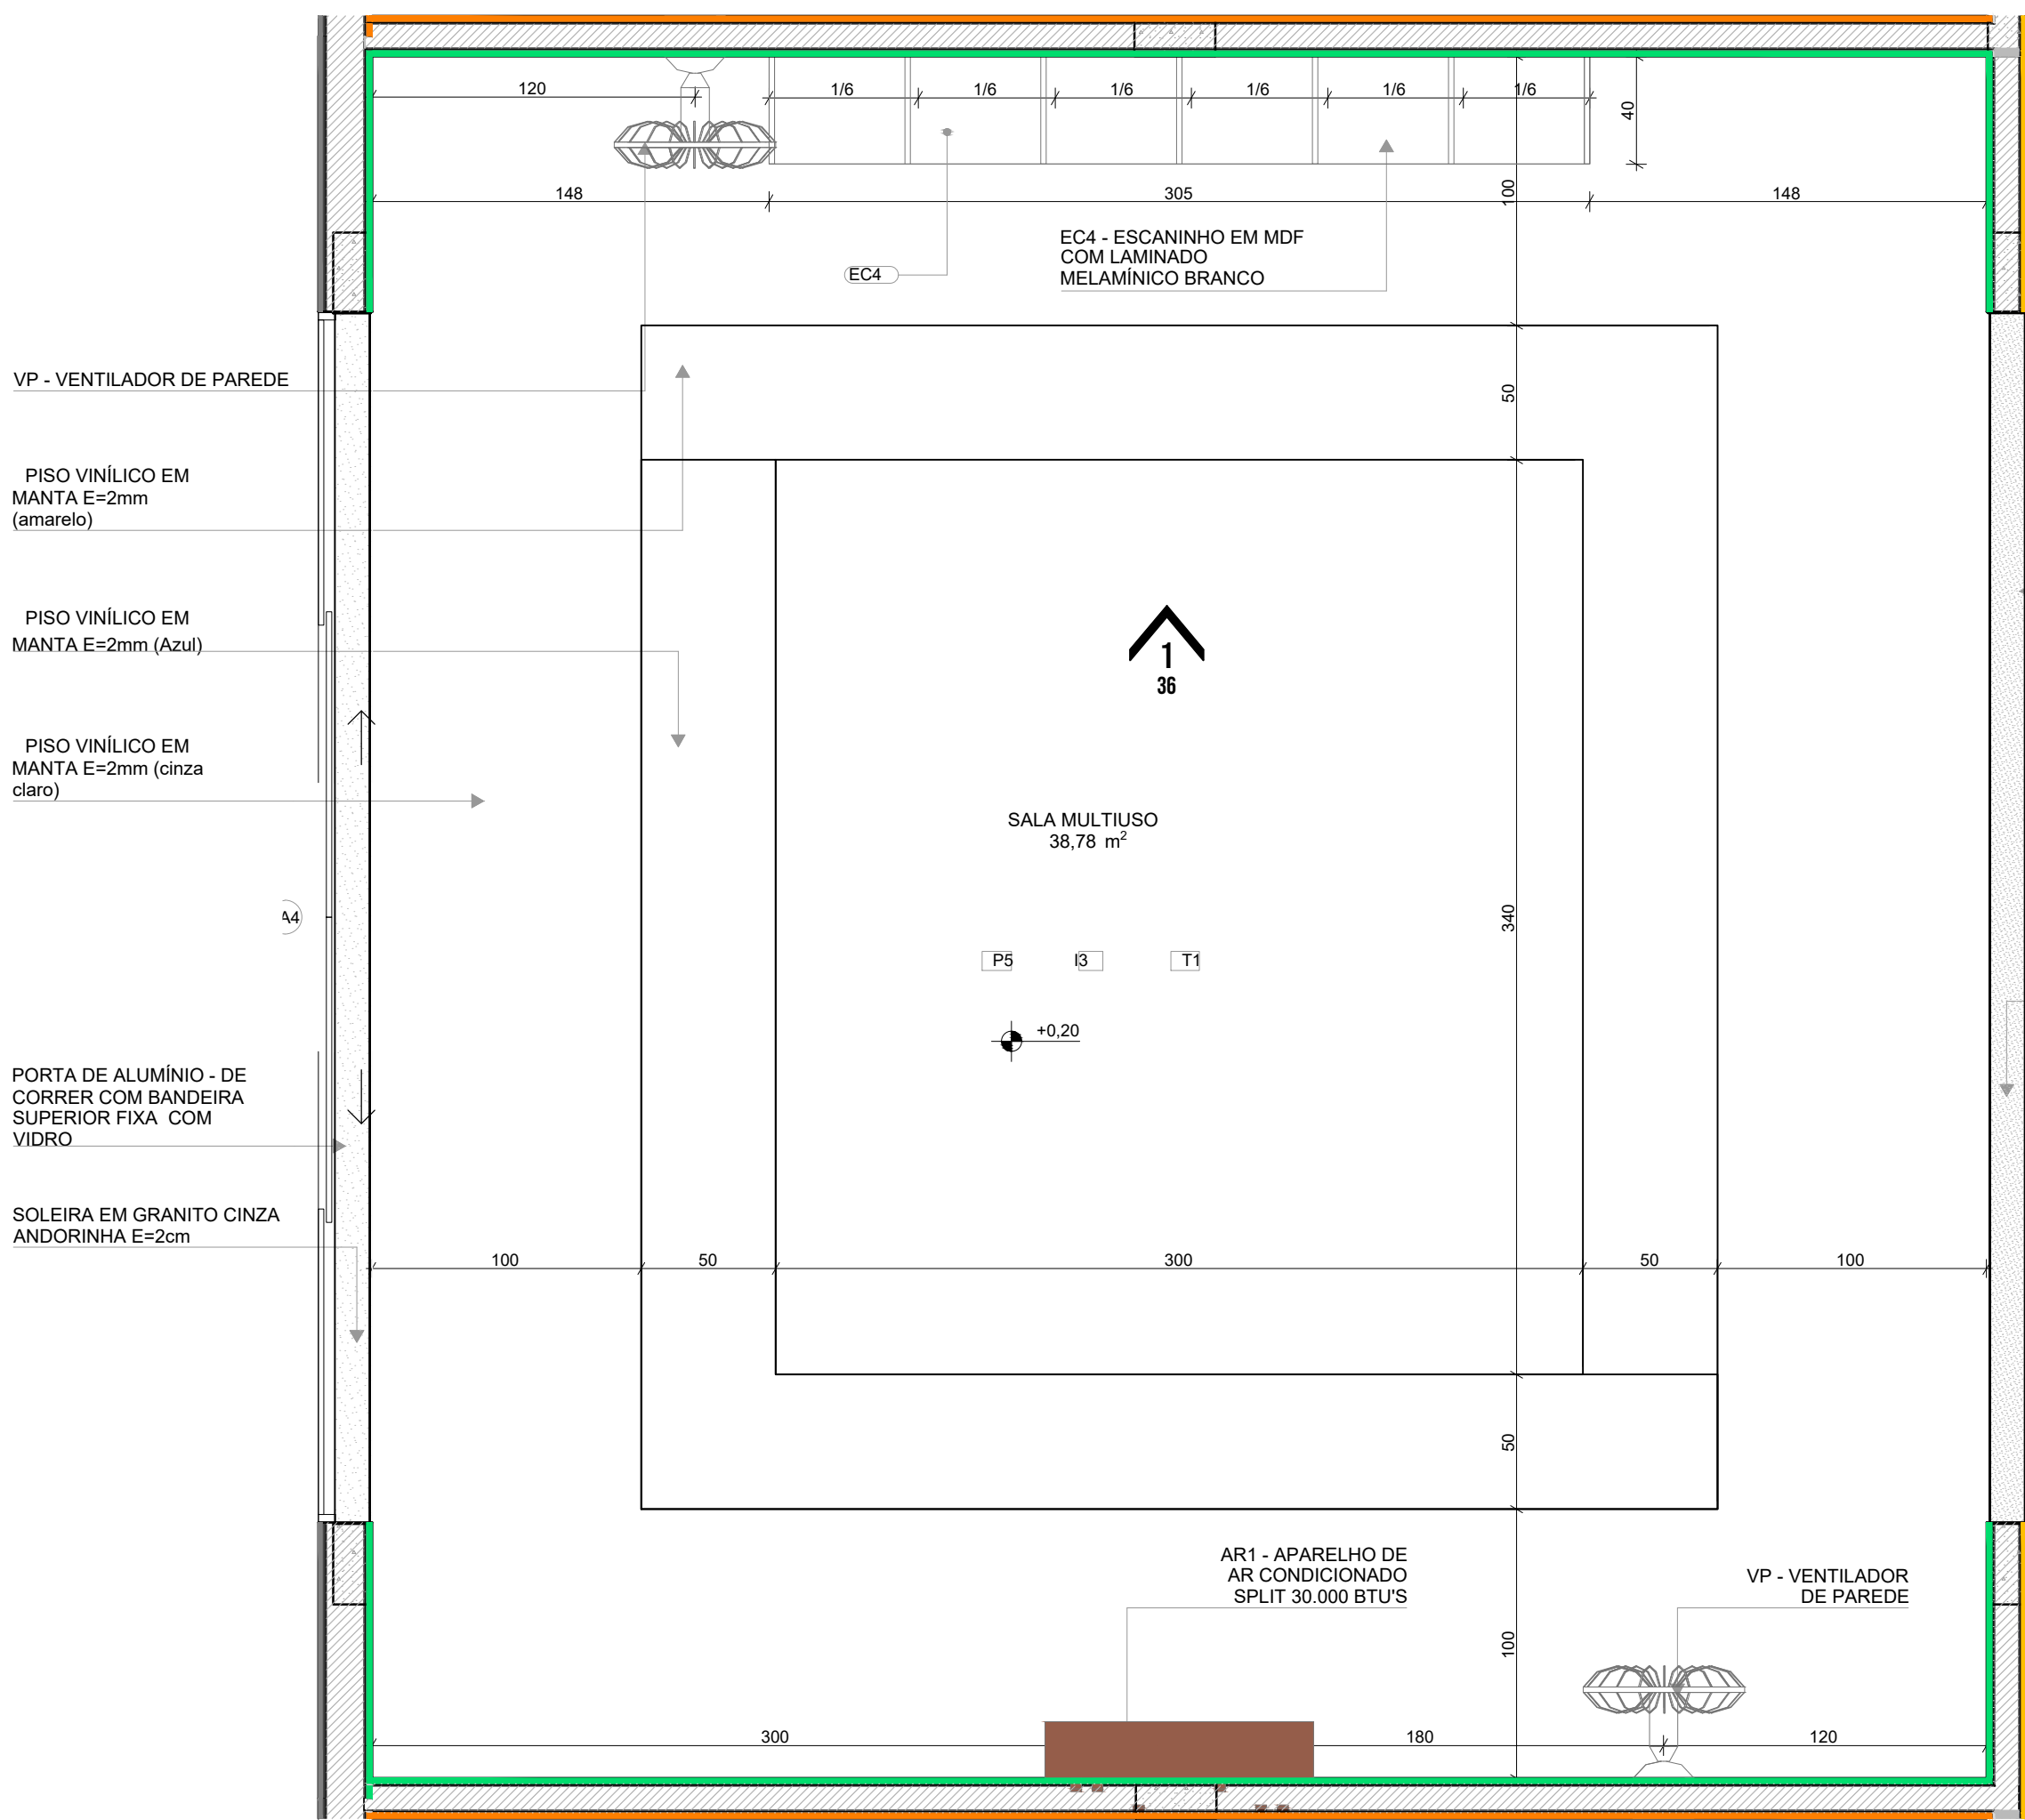 120
1/6
1/6
1/6
1/6
1/6
1/6
40
148
305
148
100
EC4 - ESCANINHO EM MDF
COM LAMINADO
MELAMÍNICO BRANCO
EC4
VP - VENTILADOR DE PAREDE
50
PISO VINÍLICO EM
MANTA E=2mm
(amarelo)
PISO VINÍLICO EM
MANTA E=2mm (Azul)
1
36
PISO VINÍLICO EM
MANTA E=2mm (cinza
claro)
SALA MULTIUSO
38,78 m²
A4
340
P5
I3
T1
+0,20
PORTA DE ALUMÍNIO - DE
CORRER COM BANDEIRA
SUPERIOR FIXA COM
VIDRO
SOLEIRA EM GRANITO CINZA
ANDORINHA E=2cm
100
50
300
50
100
50
AR1 - APARELHO DE
AR CONDICIONADO
SPLIT 30.000 BTU'S
VP - VENTILADOR
DE PAREDE
100
300
180
120